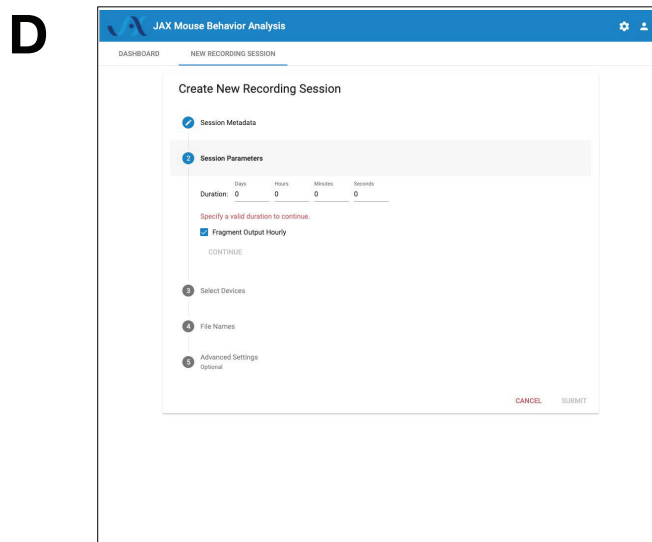 D
JAX Mouse Behavior Analysis
DASHBOARD NEW RECORDING SESSION
Create New Recording Session
Session Metadata
2 Session Parameters
Days Hours Minutes Seconds
Duration: 0 0 0 0
Specify a valid duration to continue.
Fragment Output Hourly
CONTINUE
3 Select Devices
4 File Names
5 Advanced Settings
Optional
CANCEL SUBMIT